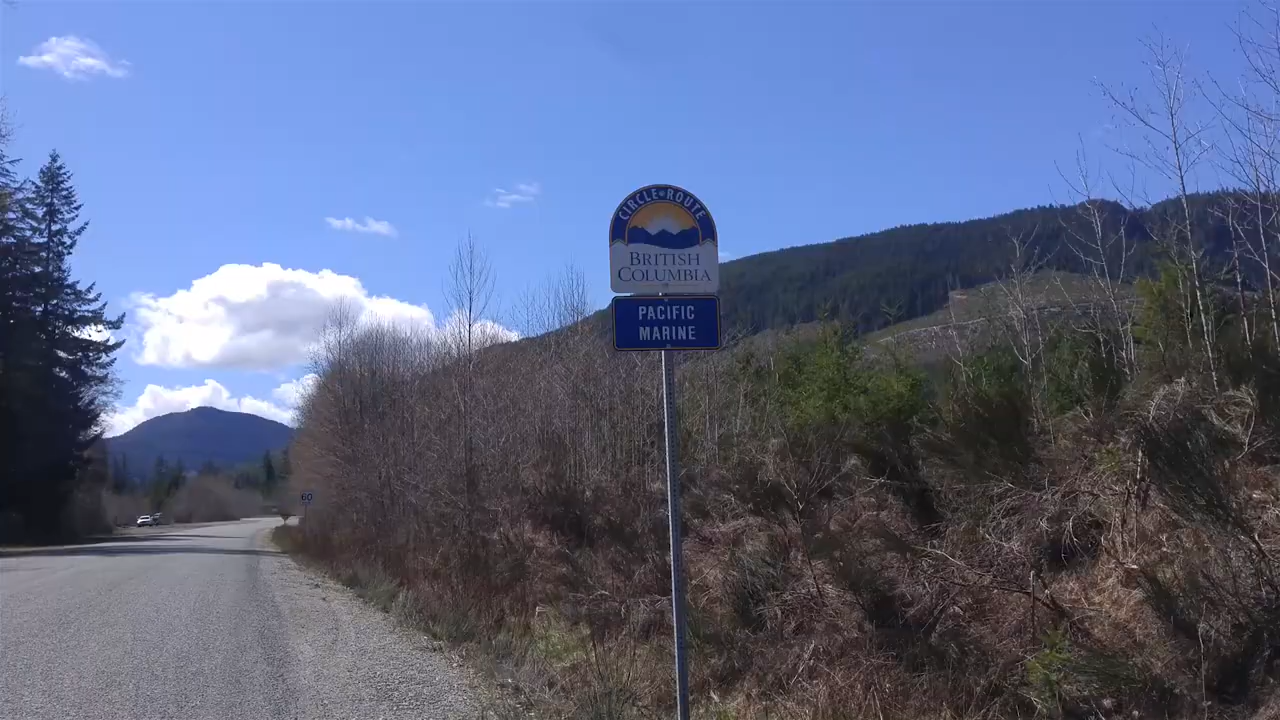 CIRCLE • ROUTE
BRITISH
COLUMBIA
PACIFIC
MARINE
60